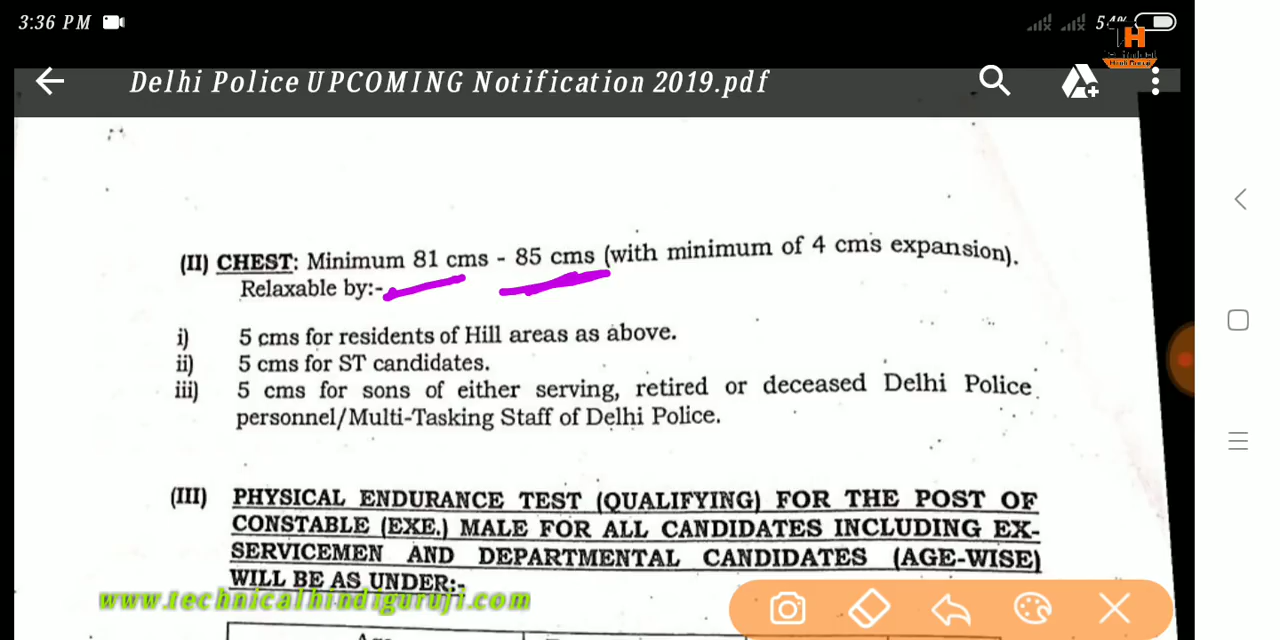 3:36 PM
54%
H
Delhi Police UPCOMING Notification 2019.pdf
(II) CHEST: Minimum 81 cms - 85 cms (with minimum of 4 cms expansion).
Relaxable by:-
i) 5 cms for residents of Hill areas as above.
ii) 5 cms for ST candidates.
iii) 5 cms for sons of either serving, retired or deceased Delhi Police
personnel/Multi-Tasking Staff of Delhi Police.
(III) PHYSICAL ENDURANCE TEST (QUALIFYING) FOR THE POST OF
CONSTABLE (EXE.) MALE FOR ALL CANDIDATES INCLUDING EX-
SERVICEMEN AND DEPARTMENTAL CANDIDATES (AGE-WISE)
WILL BE AS UNDER:-
www.technicalhindiguruji.com
Age